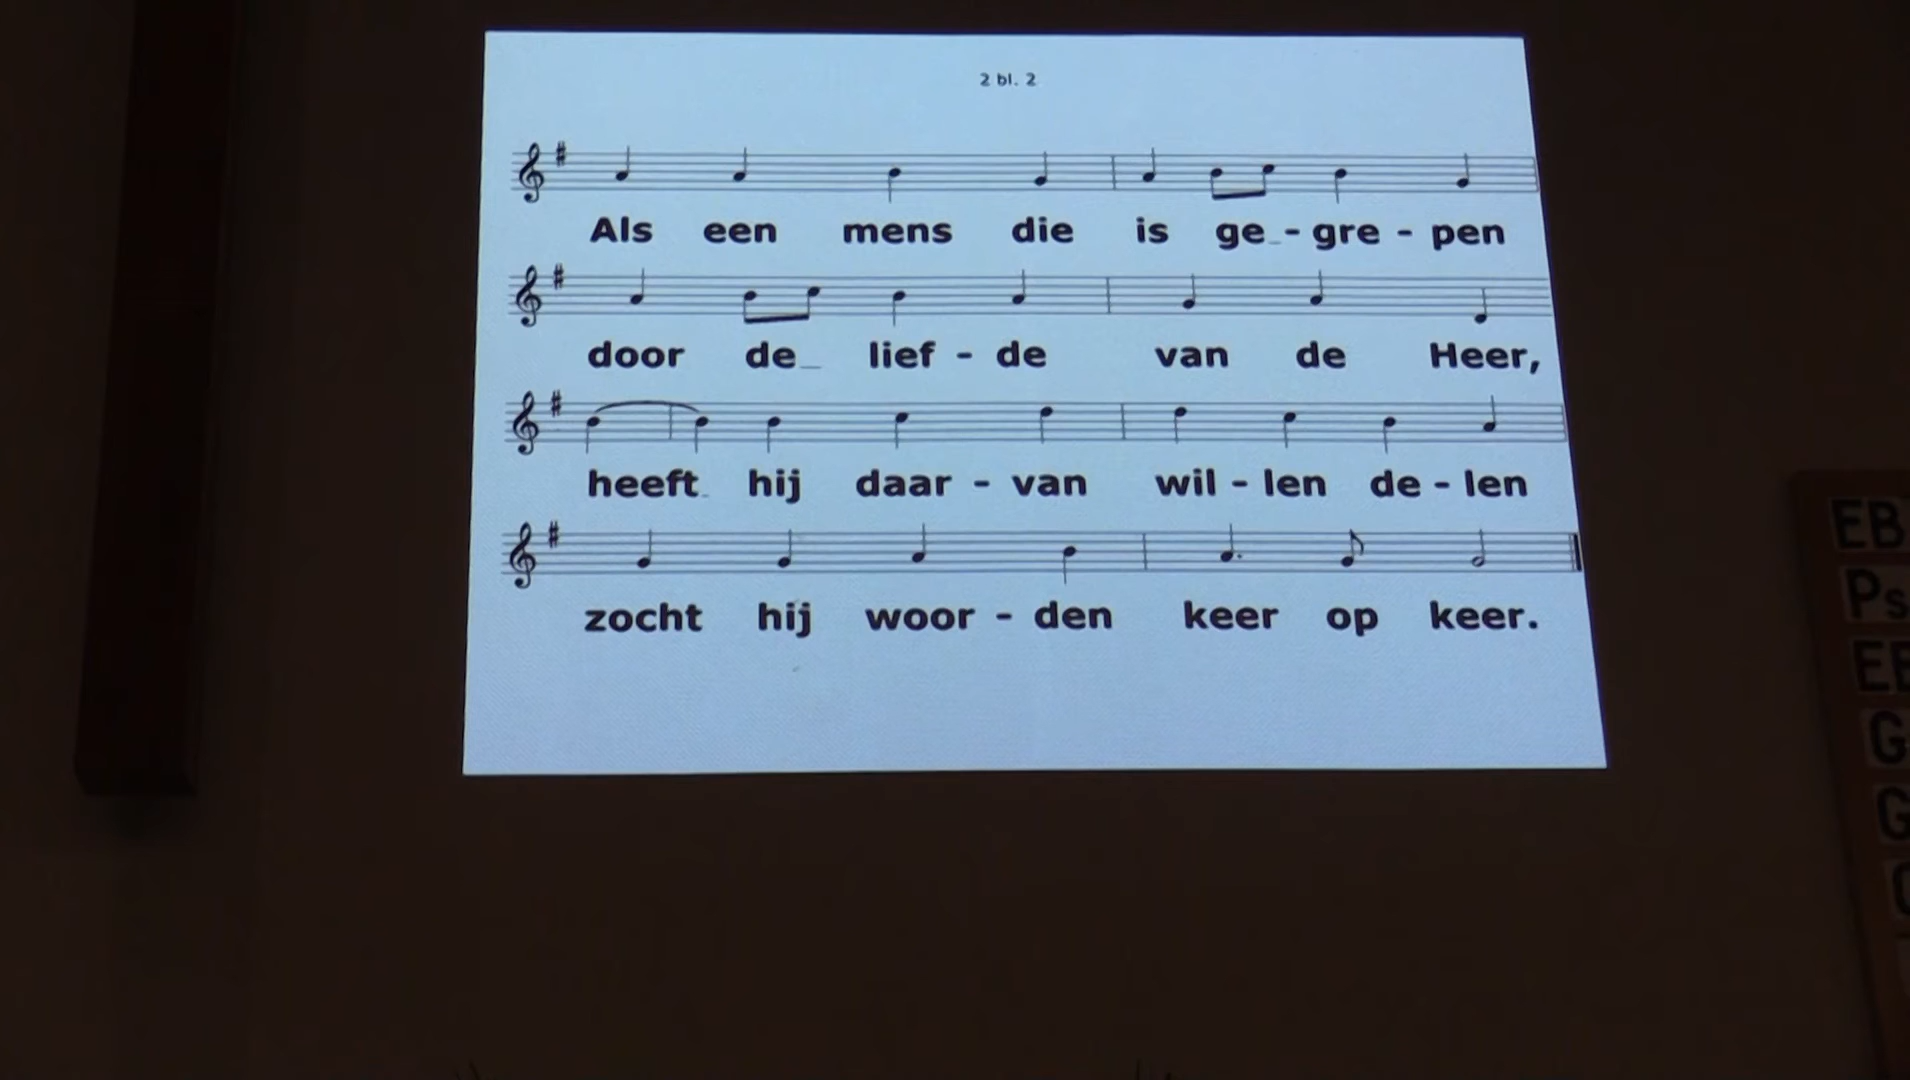 2 bl. 2
Als een mens die is ge - gre - pen
door de lief - de van de Heer,
heeft hij daar - van wil - len de - len
zocht hij woor - den keer op keer.
EB
Ps
EB
G
G